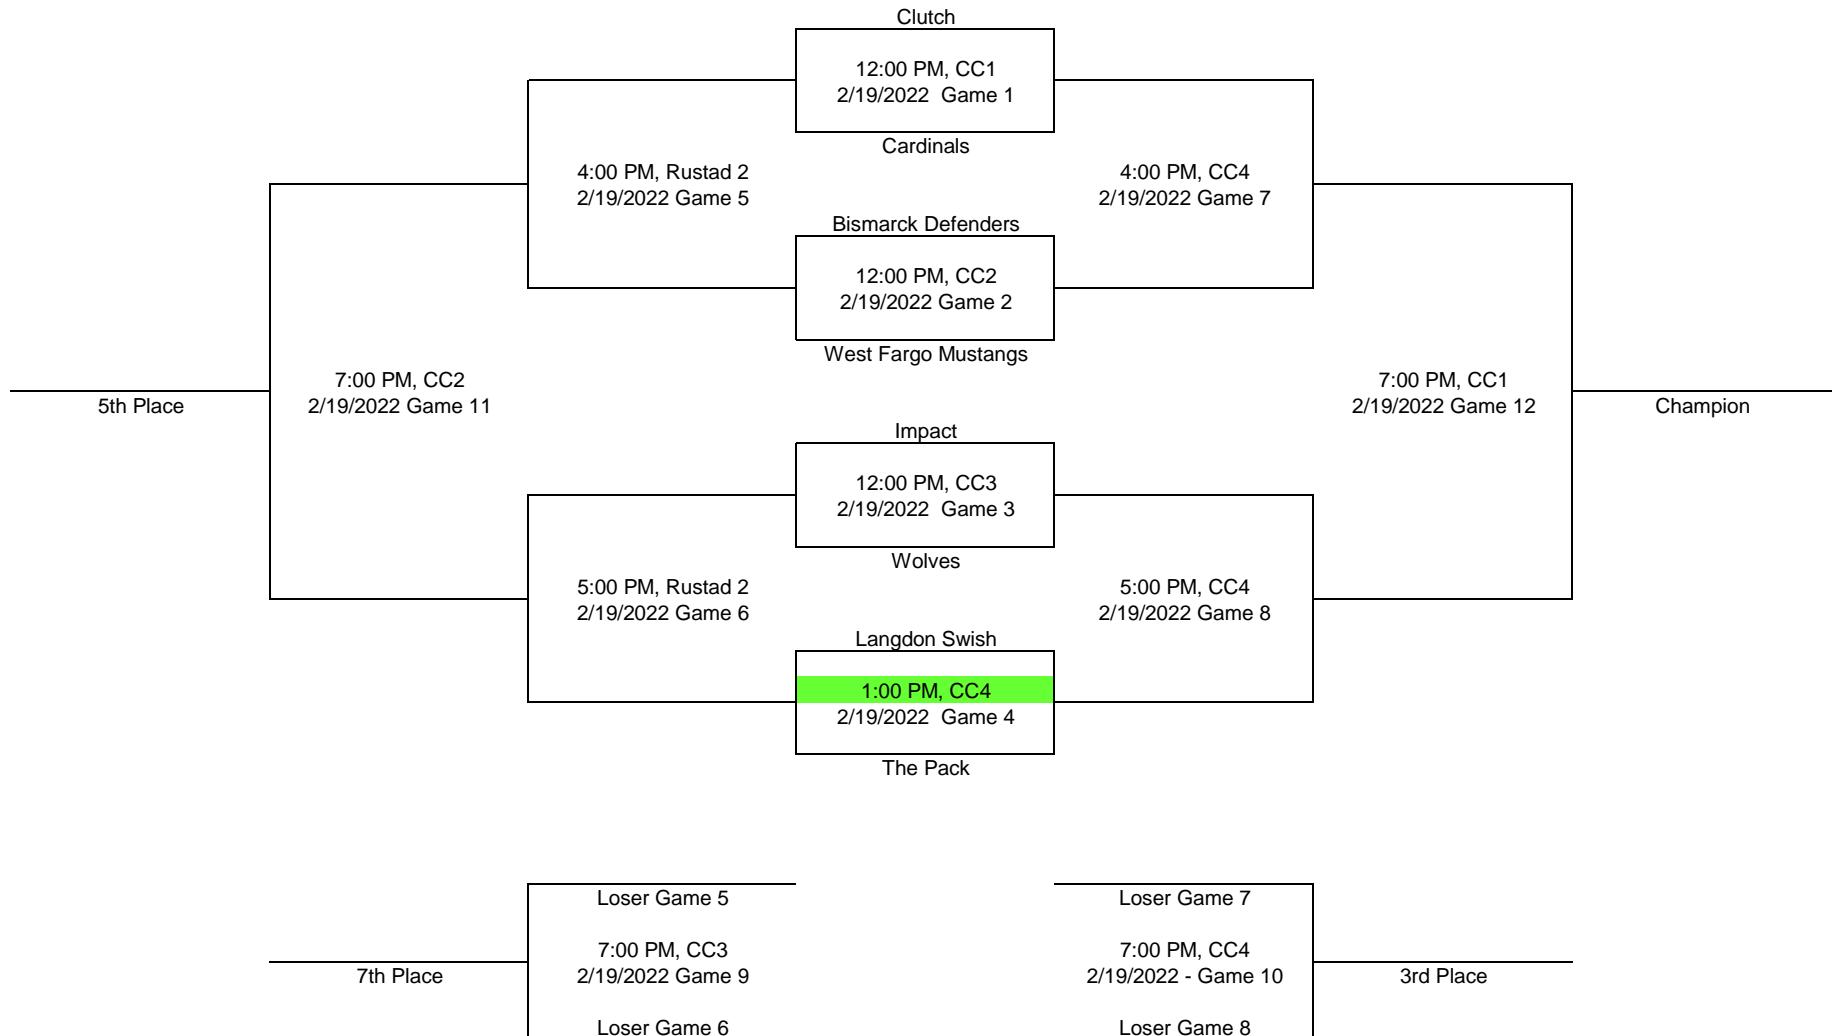 Clutch
12:00 PM, CC1
2/19/2022  Game 1
Cardinals
4:00 PM, Rustad 2
2/19/2022 Game 5
4:00 PM, CC4
2/19/2022 Game 7
Bismarck Defenders
12:00 PM, CC2
2/19/2022 Game 2
West Fargo Mustangs
7:00 PM, CC2
2/19/2022 Game 11
5th Place
7:00 PM, CC1
2/19/2022 Game 12
Champion
Impact
12:00 PM, CC3
2/19/2022  Game 3
Wolves
5:00 PM, Rustad 2
2/19/2022 Game 6
5:00 PM, CC4
2/19/2022 Game 8
Langdon Swish
1:00 PM, CC4
2/19/2022  Game 4
The Pack
Loser Game 5
7:00 PM, CC3
2/19/2022 Game 9
7th Place
Loser Game 6
Loser Game 7
7:00 PM, CC4
2/19/2022 - Game 10
3rd Place
Loser Game 8